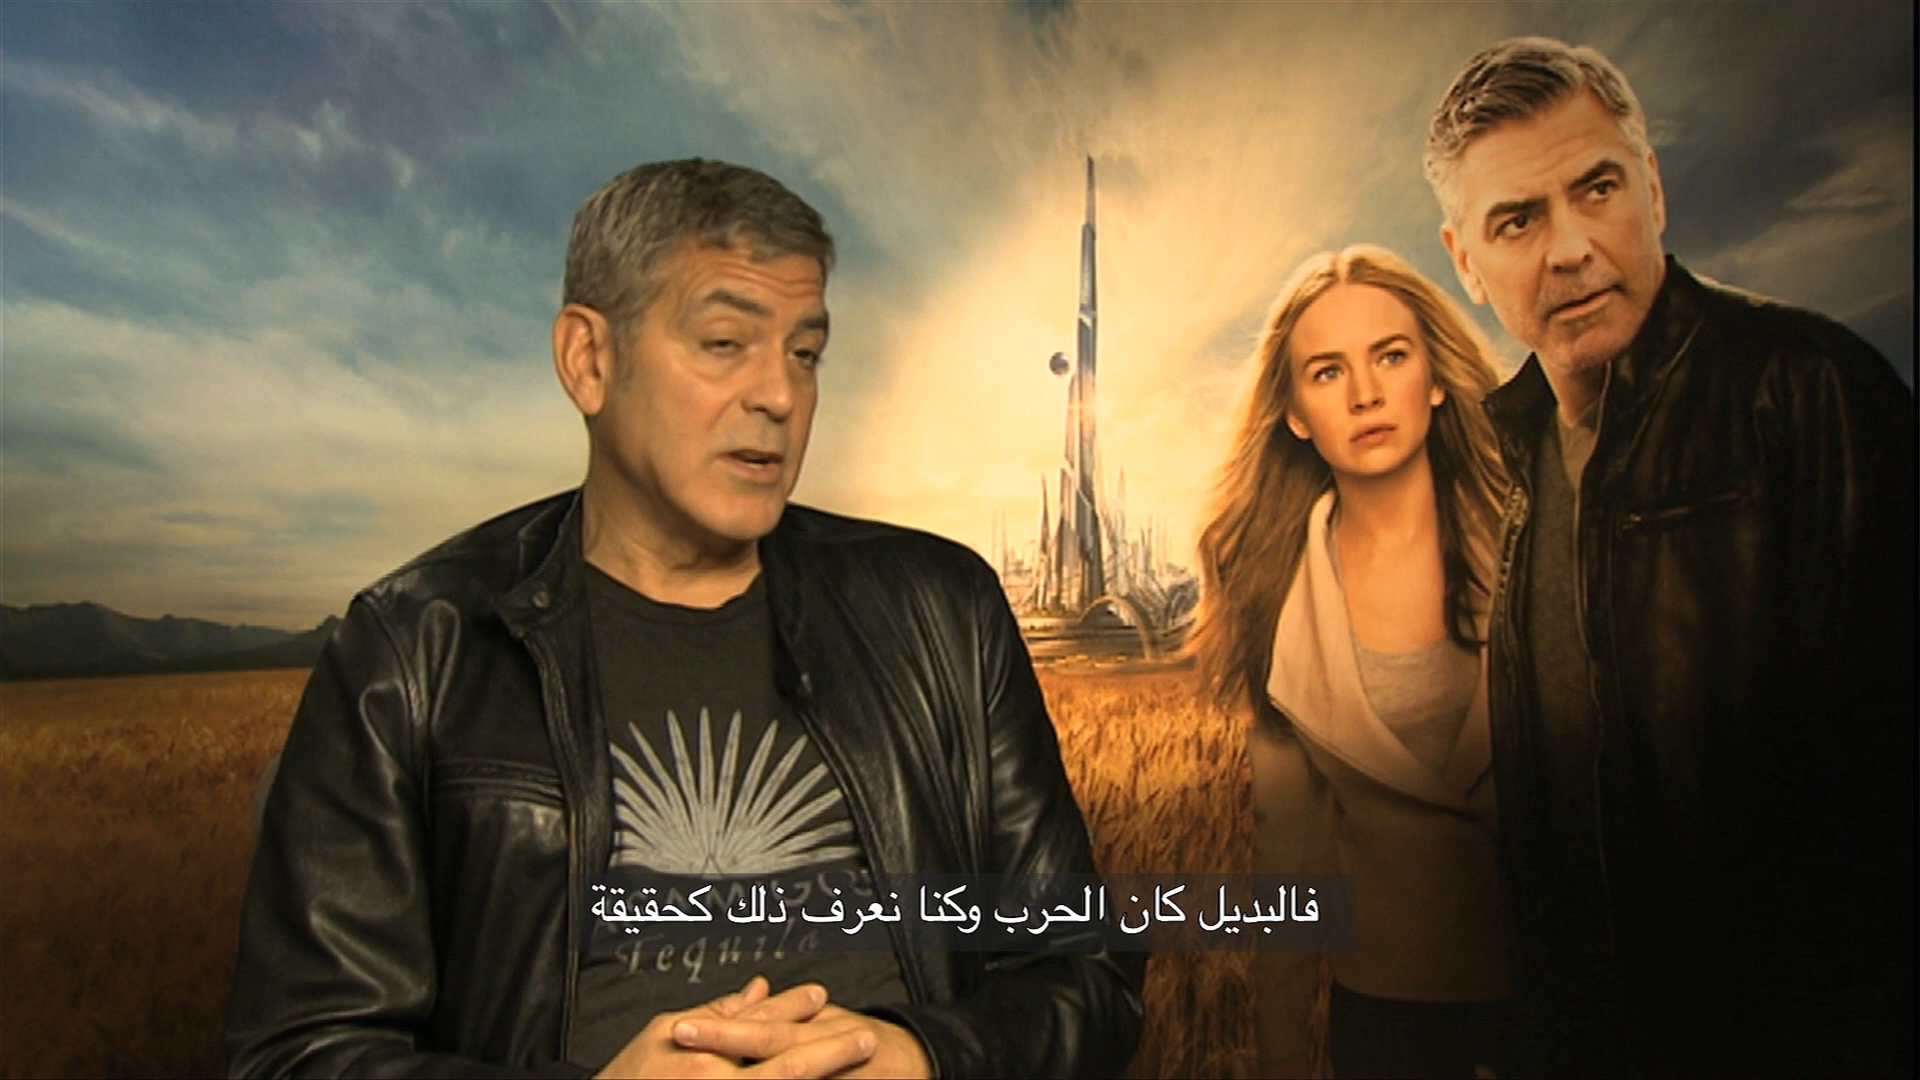 فالبديل كان الحرب وكنا نعرف ذلك كحقيقة
Tequila